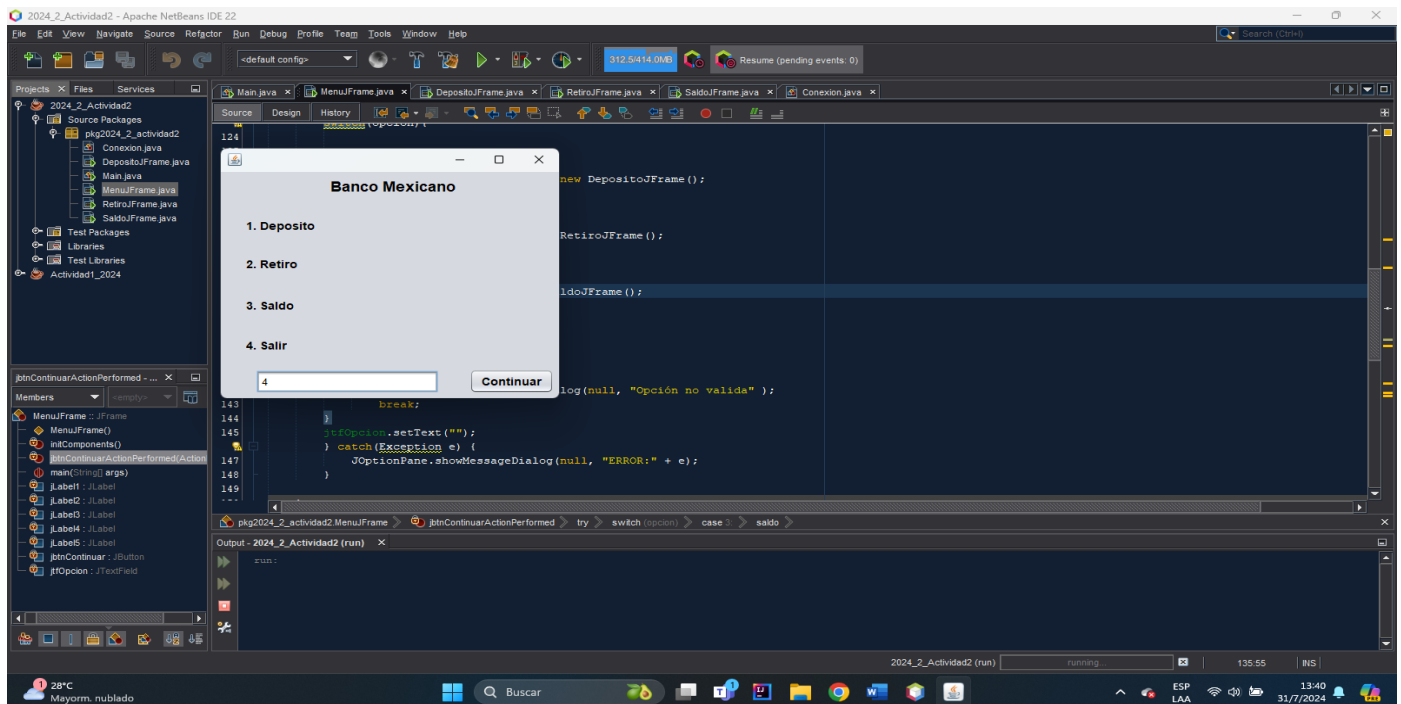 2024_2_Actividad2 - Apache NetBeans IDE 22
File Edit View Navigate Source Refactor Run Debug Profile Team Tools Window Help
Search (Ctrl+I)
<default config>
312.5/414.0MB
Resume (pending events: 0)
Projects Files Services
2024_2_Actividad2
Source Packages
pkg2024_2_actividad2
Conexion.java
DepositoJFrame.java
Main.java
MenuJFrame.java
RetiroJFrame.java
SaldoJFrame.java
Test Packages
Libraries
Test Libraries
Actividad1_2024
jbtnContinuarActionPerformed - ...
Members <empty>
MenuJFrame :: JFrame
MenuJFrame()
initComponents()
jbtnContinuarActionPerformed(Action
main(String[] args)
jLabel1 : JLabel
jLabel2 : JLabel
jLabel3 : JLabel
jLabel4 : JLabel
jLabel5 : JLabel
jbtnContinuar : JButton
jtfOpcion : JTextField
Main.java MenuJFrame.java DepositoJFrame.java RetiroJFrame.java SaldoJFrame.java Conexion.java
Source Design History
switch(opcion){
124
new DepositoJFrame();
RetiroJFrame();
ldoJFrame();
log(null, "Opción no valida" );
143 break;
144 }
145 jtfOpcion.setText("");
} catch(Exception e) {
147 JOptionPane.showMessageDialog(null, "ERROR:" + e);
148 }
149
Banco Mexicano
1. Deposito
2. Retiro
3. Saldo
4. Salir
4 Continuar
pkg2024_2_actividad2.MenuJFrame jbtnContinuarActionPerformed try switch (opcion) case 3: saldo
Output - 2024_2_Actividad2 (run)
run:
2024_2_Actividad2 (run) running... 135:55 INS
1
28°C
Mayorm. nublado
Buscar
1
ESP
LAA
13:40
31/7/2024